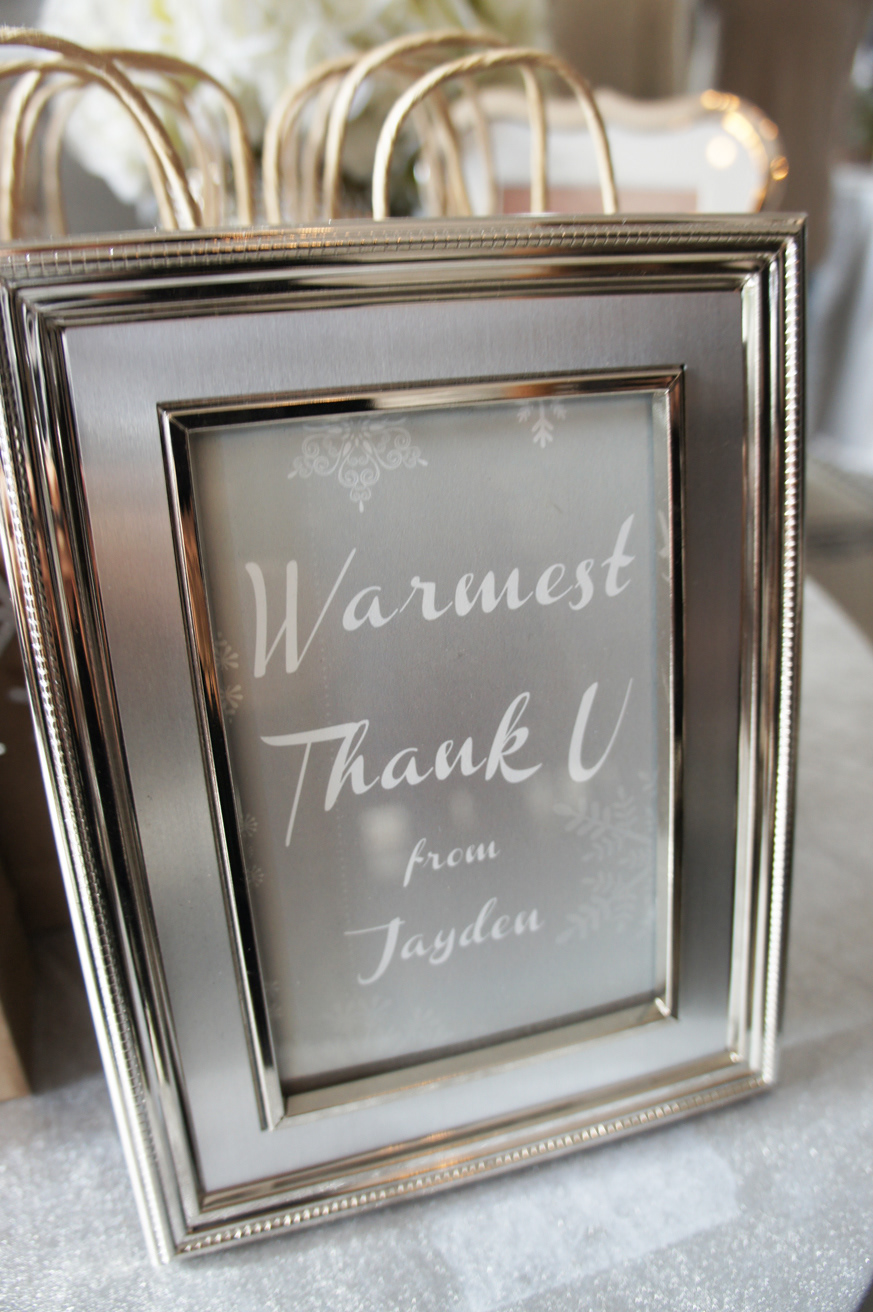 Warmest
Thank U
from
Jayden